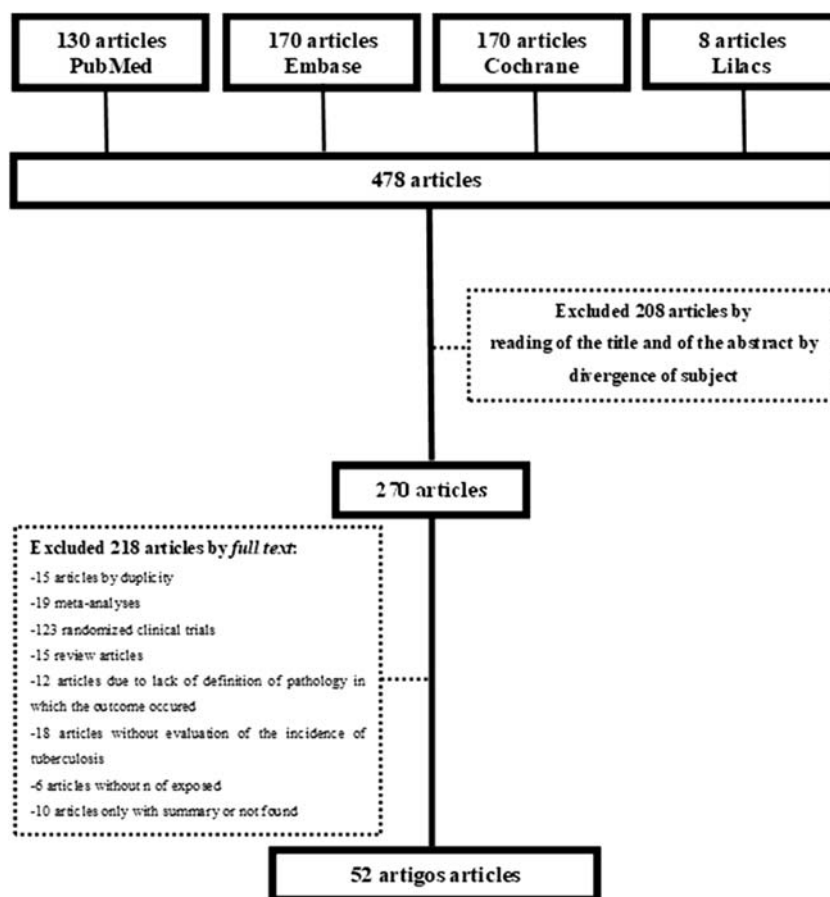 130 articles
PubMed
170 articles
Embase
170 articles
Cochrane
8 articles
Lilacs
478 articles
Excluded 208 articles by
reading of the title and of the abstract by
divergence of subject
270 articles
Excluded 218 articles by full text:
-15 articles by duplicity
-19 meta-analyses
-123 randomized clinical trials
-15 review articles
-12 articles due to lack of definition of pathology in
which the outcome occured
-18 articles without evaluation of the incidence of
tuberculosis
-6 articles without n of exposed
-10 articles only with summary or not found
52 artigos articles